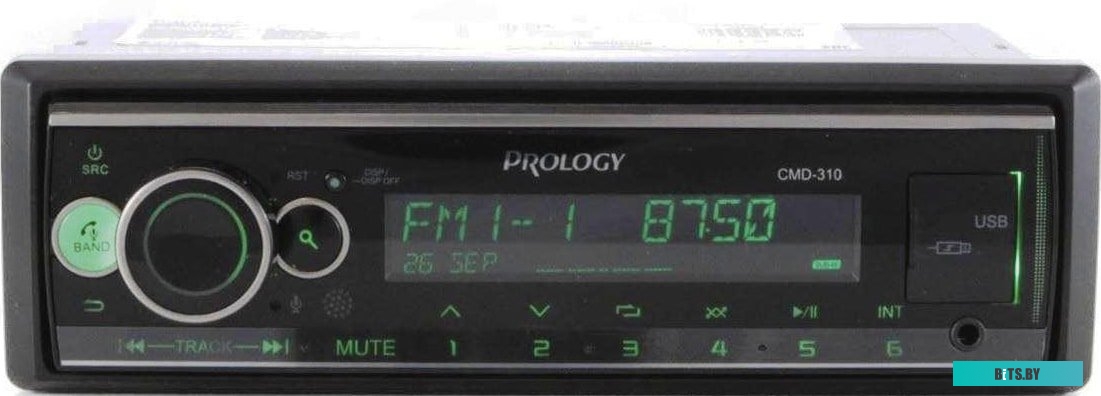 PROLOGY
CMD-310
SRC
RST
DISP/
DISP OFF
BAND
FM1-- 1 87.50
26 SEP
USB
INT
TRACK
MUTE
1 2 3 4 5 6
BiTS.BY